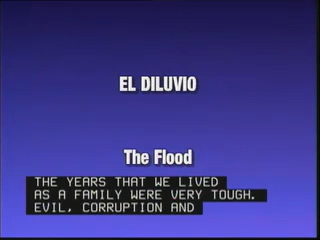 EL DILUVIO
The Flood
THE YEARS THAT WE LIVED
AS A FAMILY WERE VERY TOUGH.
EVIL, CORRUPTION AND